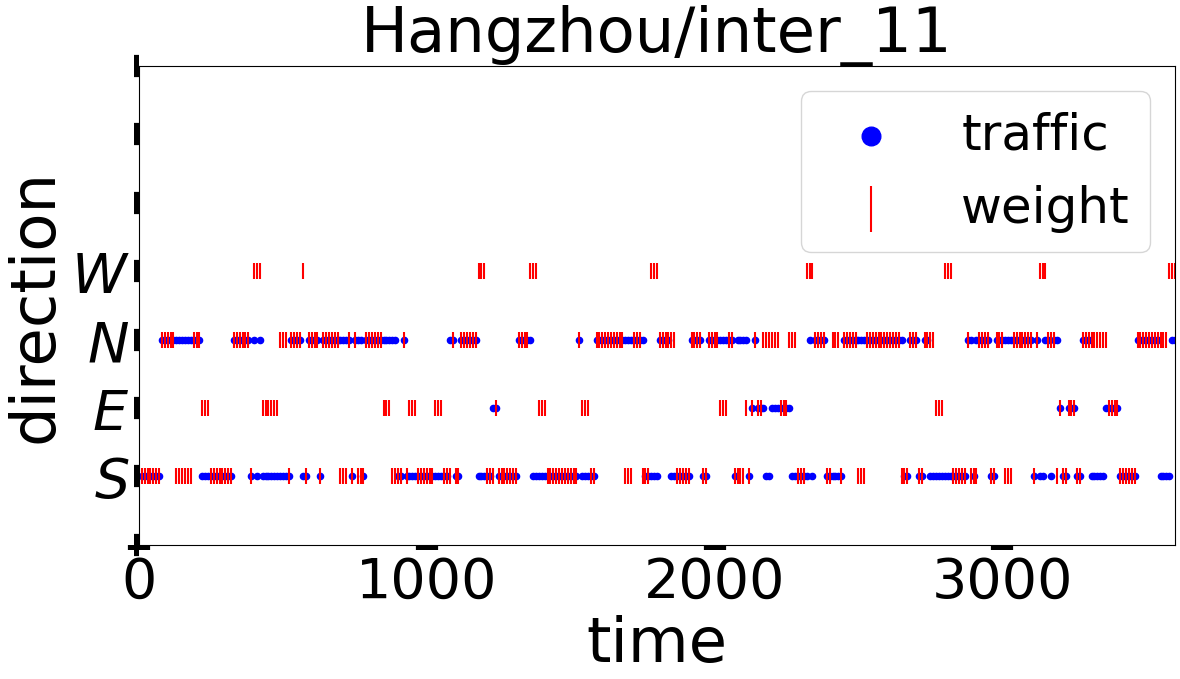 Hangzhou/inter_11
traffic
weight
direction
W
N
E
S
0 1000 2000 3000
time